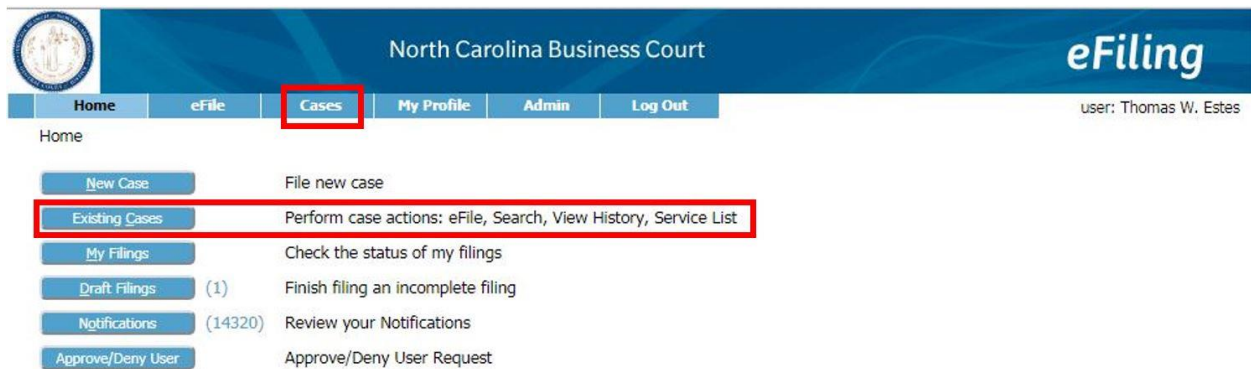 North Carolina Business Court
eFiling
Home eFile Cases My Profile Admin Log Out
user: Thomas W. Estes
Home
New Case File new case
Existing Cases Perform case actions: eFile, Search, View History, Service List
My Filings Check the status of my filings
Draft Filings (1) Finish filing an incomplete filing
Notifications (14320) Review your Notifications
Approve/Deny User Approve/Deny User Request